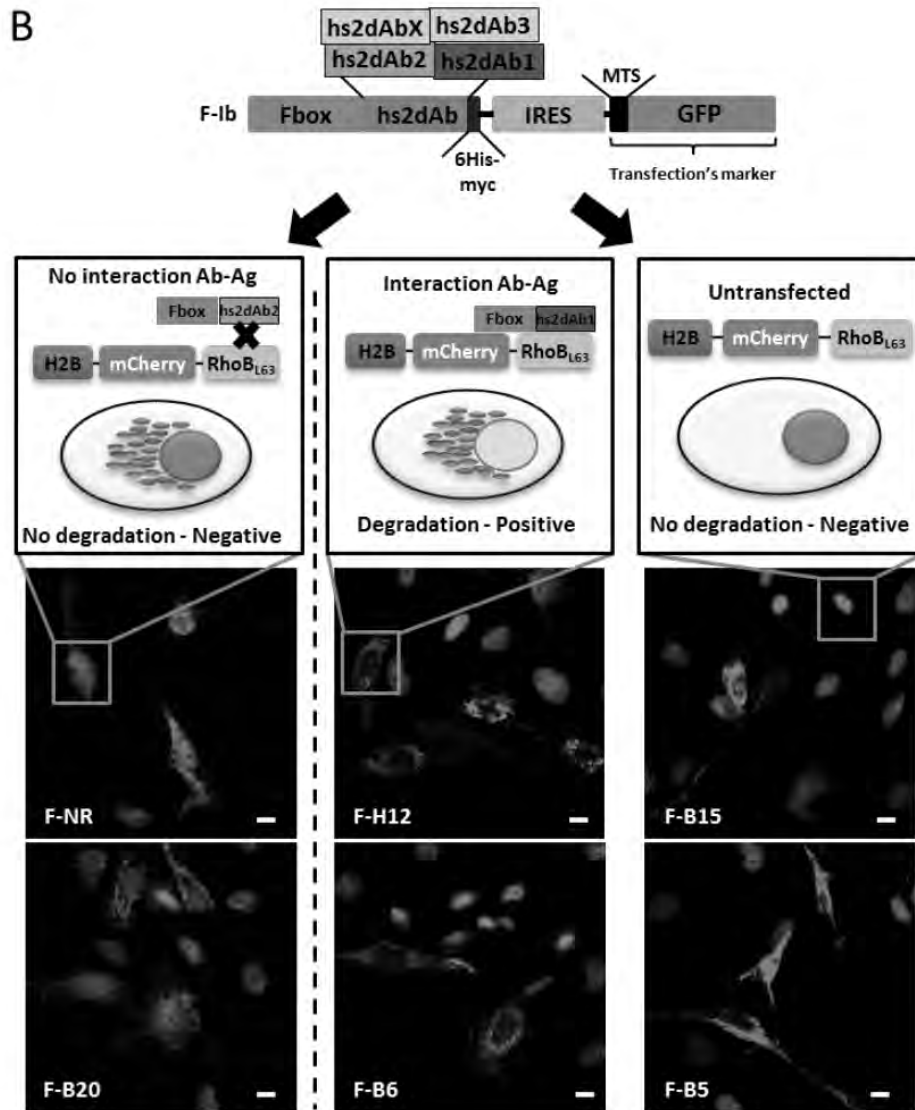 B
hs2dAbX hs2dAb3
hs2dAb2 hs2dAb1
F-Ib Fbox hs2dAb IRES MTS GFP
6His-
myc
Transfection's marker
No interaction Ab-Ag
Fbox hs2dAb2
H2B mCherry RhoBL63
No degradation - Negative
Interaction Ab-Ag
Fbox hs2dAb1
H2B mCherry RhoBL63
Degradation - Positive
Untransfected
H2B mCherry RhoBL63
No degradation - Negative
F-NR
F-H12
F-B15
F-B20
F-B6
F-B5